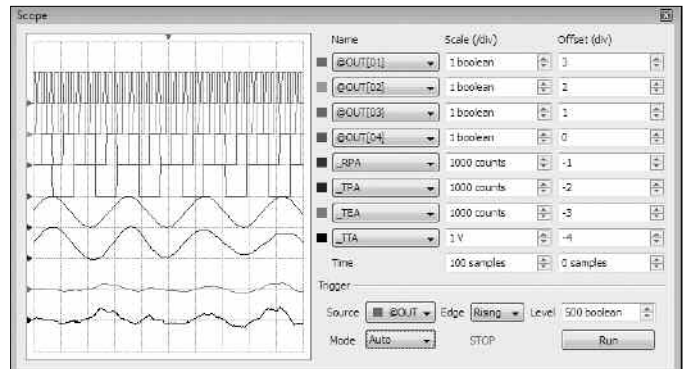 Scope
Name Scale (/div) Offset (div)
@OUT[01] 1 boolean 3
@OUT[02] 1 boolean 2
@OUT[03] 1 boolean 1
@OUT[04] 1 boolean 0
_RPA 1000 counts -1
_TPA 1000 counts -2
_TEA 1000 counts -3
_TTA 1 V -4
Time 100 samples 0 samples
Trigger
Source @OUT Edge Rising Level 500 boolean
Mode Auto STOP Run